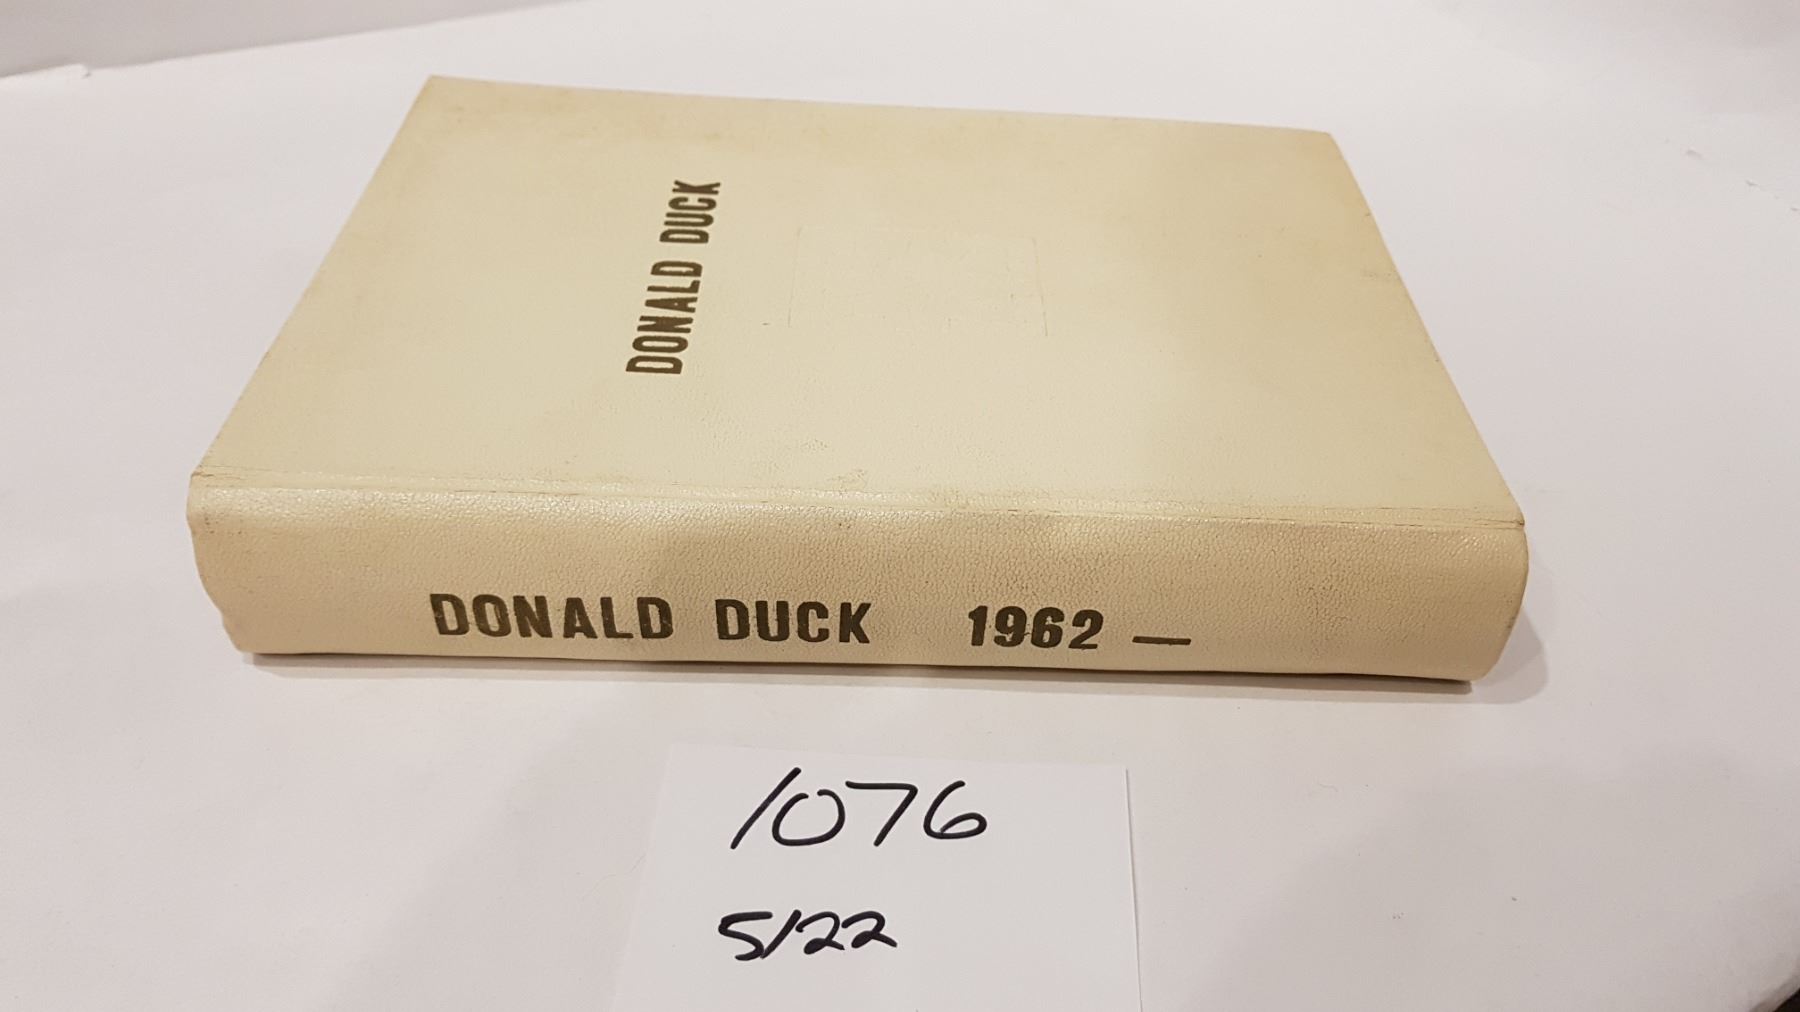 DONALD DUCK
DONALD DUCK 1962 —
1076
5/22